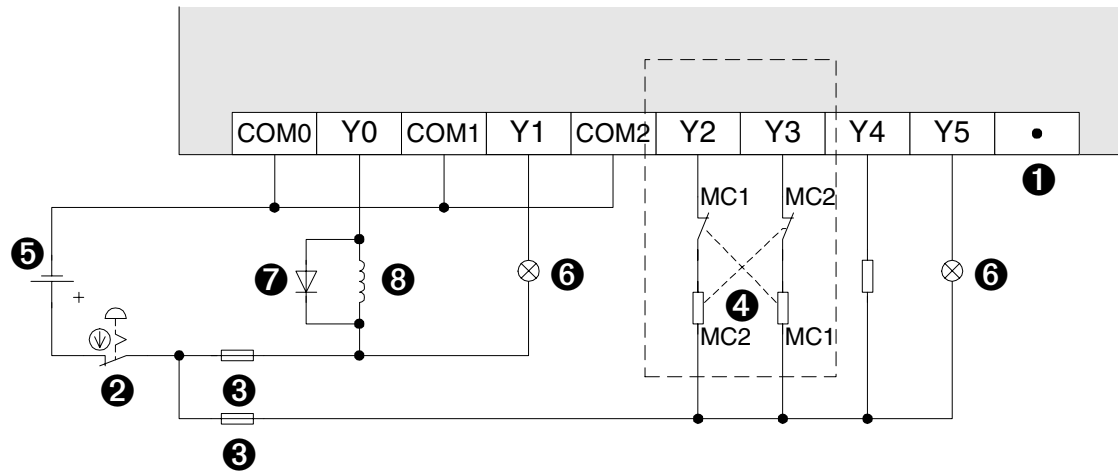 COM0 Y0 COM1 Y1 COM2 Y2 Y3 Y4 Y5 •
❶
MC1 MC2
❺ ❼ ❽ ❻ ❻
+ ❹
MC2 MC1
❷ ❸
❸